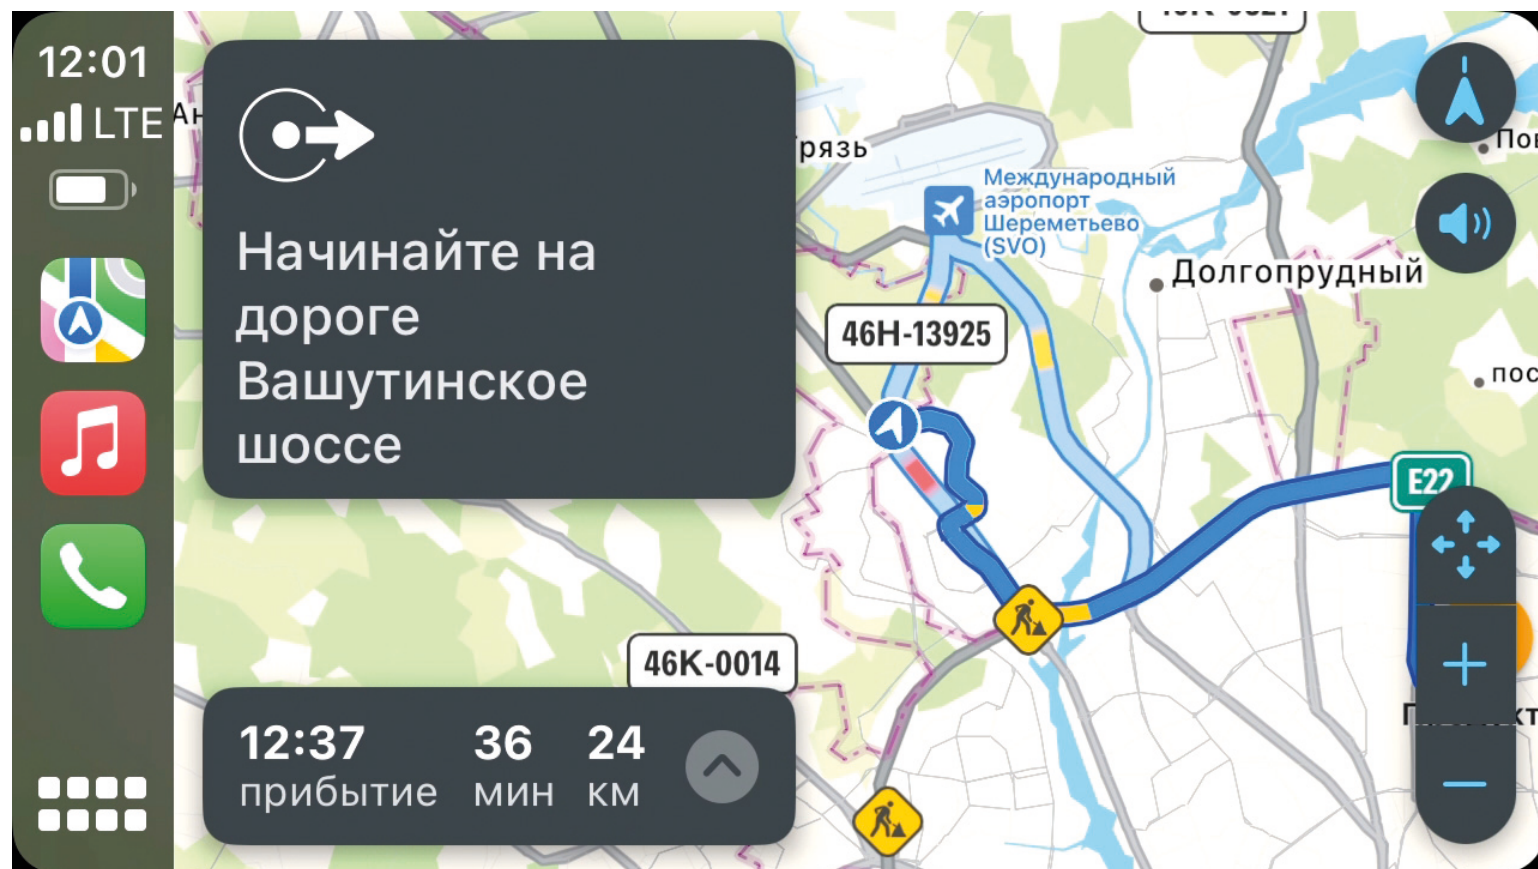 12:01
LTE
Начинайте на
дороге
Вашутинское
шоссе
Международный
аэропорт
Шереметьево
(SVO)
Долгопрудный
46Н-13925
E22
46К-0014
12:37 36 24
прибытие мин км